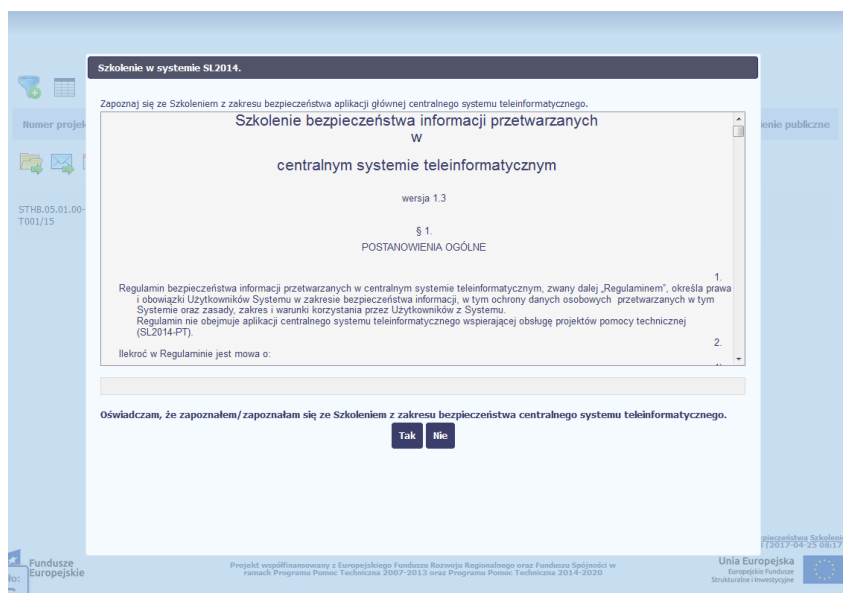 Szkolenie w systemie SL2014.
Zapoznaj się ze Szkoleniem z zakresu bezpieczeństwa aplikacji głównej centralnego systemu teleinformatycznego.
Numer projek
enie publiczne
Szkolenie bezpieczeństwa informacji przetwarzanych
w
centralnym systemie teleinformatycznym
wersja 1.3
STHB.05.01.00-
T001/15
§ 1.
POSTANOWIENIA OGÓLNE
1.
Regulamin bezpieczeństwa informacji przetwarzanych w centralnym systemie teleinformatycznym, zwany dalej „Regulaminem”, określa prawa
i obowiązki Użytkowników Systemu w zakresie bezpieczeństwa informacji, w tym ochrony danych osobowych przetwarzanych w tym
Systemie oraz zasady, zakres i warunki korzystania przez Użytkowników z Systemu.
Regulamin nie obejmuje aplikacji centralnego systemu teleinformatycznego wspierającej obsługę projektów pomocy technicznej
(SL2014-PT).
2.
Ilekroć w Regulaminie jest mowa o:
Oświadczam, że zapoznałem/zapoznałam się ze Szkoleniem z zakresu bezpieczeństwa centralnego systemu teleinformatycznego.
Tak Nie
(2017-04-25 08:17
Fundusze
Europejskie
Projekt współfinansowany z Europejskiego Funduszu Rozwoju Regionalnego oraz Funduszu Spójności w
ramach Programu Pomoc Techniczna 2007-2013 oraz Programu Pomoc Techniczna 2014-2020
Unia Europejska
Europejskie Fundusze
Strukturalne i Inwestycyjne